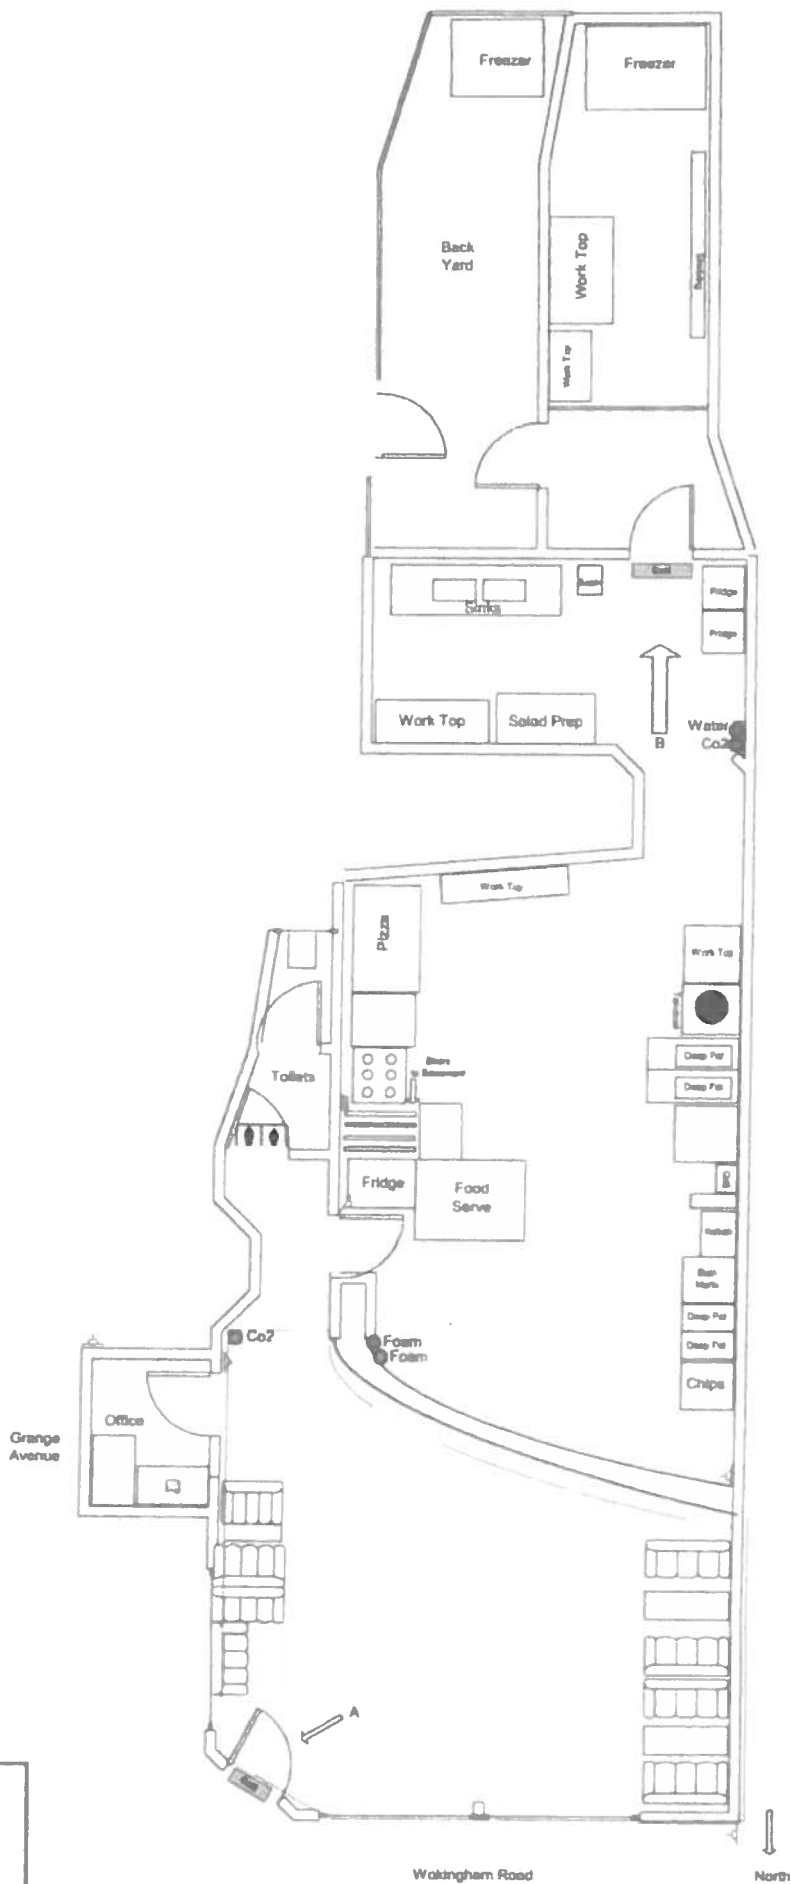 Freezer
Freezer
Back
Yard
Work Top
Work Top
Sinks
Fridge
Fridge
Work Top
Salad Prep
B
Water
Co2
Work Top
Pizza
Work Top
Toilets
Stairs
Basement
Deep Fat
Deep Fat
Fridge
Food
Serve
Co2
Foam
Foam
Deep Fat
Deep Fat
Chips
Office
Grange
Avenue
A
Wokingham Road
North